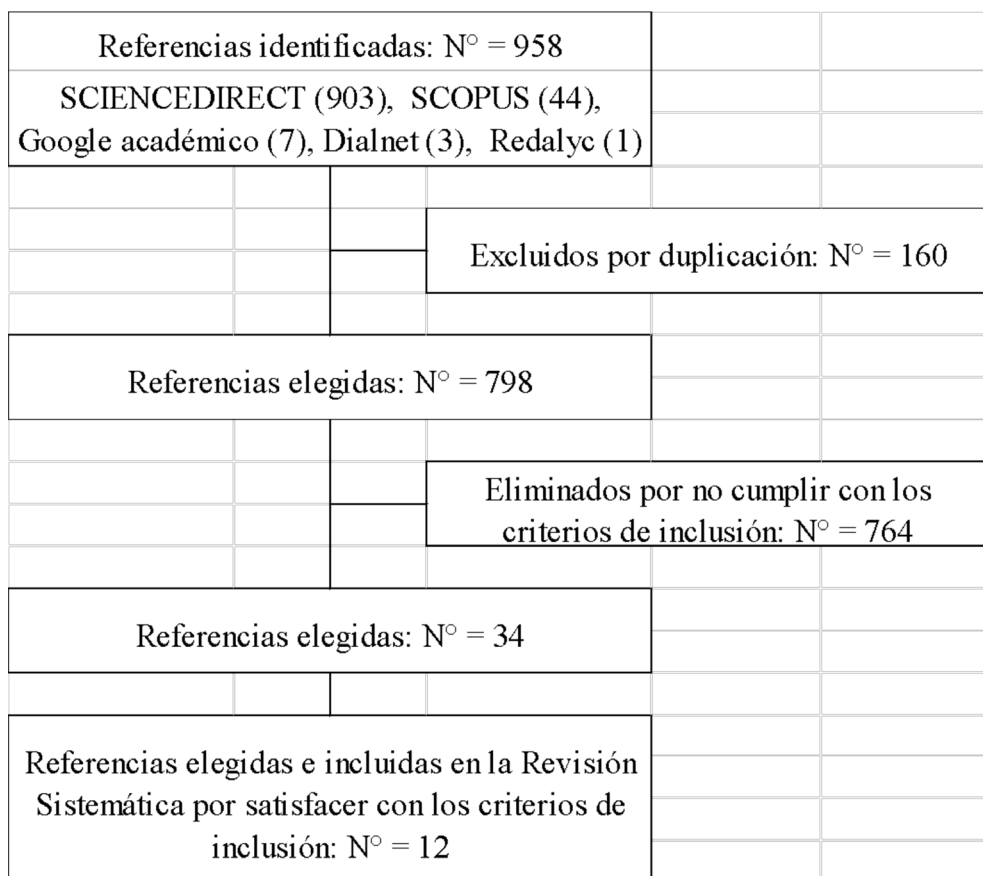 Referencias identificadas: N° = 958
SCIENCEDIRECT (903), SCOPUS (44),
Google académico (7), Dialnet (3), Redalyc (1)
Excluidos por duplicación: N° = 160
Referencias elegidas: N° = 798
Eliminados por no cumplir con los
criterios de inclusión: N° = 764
Referencias elegidas: N° = 34
Referencias elegidas e incluidas en la Revisión
Sistemática por satisfacer con los criterios de
inclusión: N° = 12